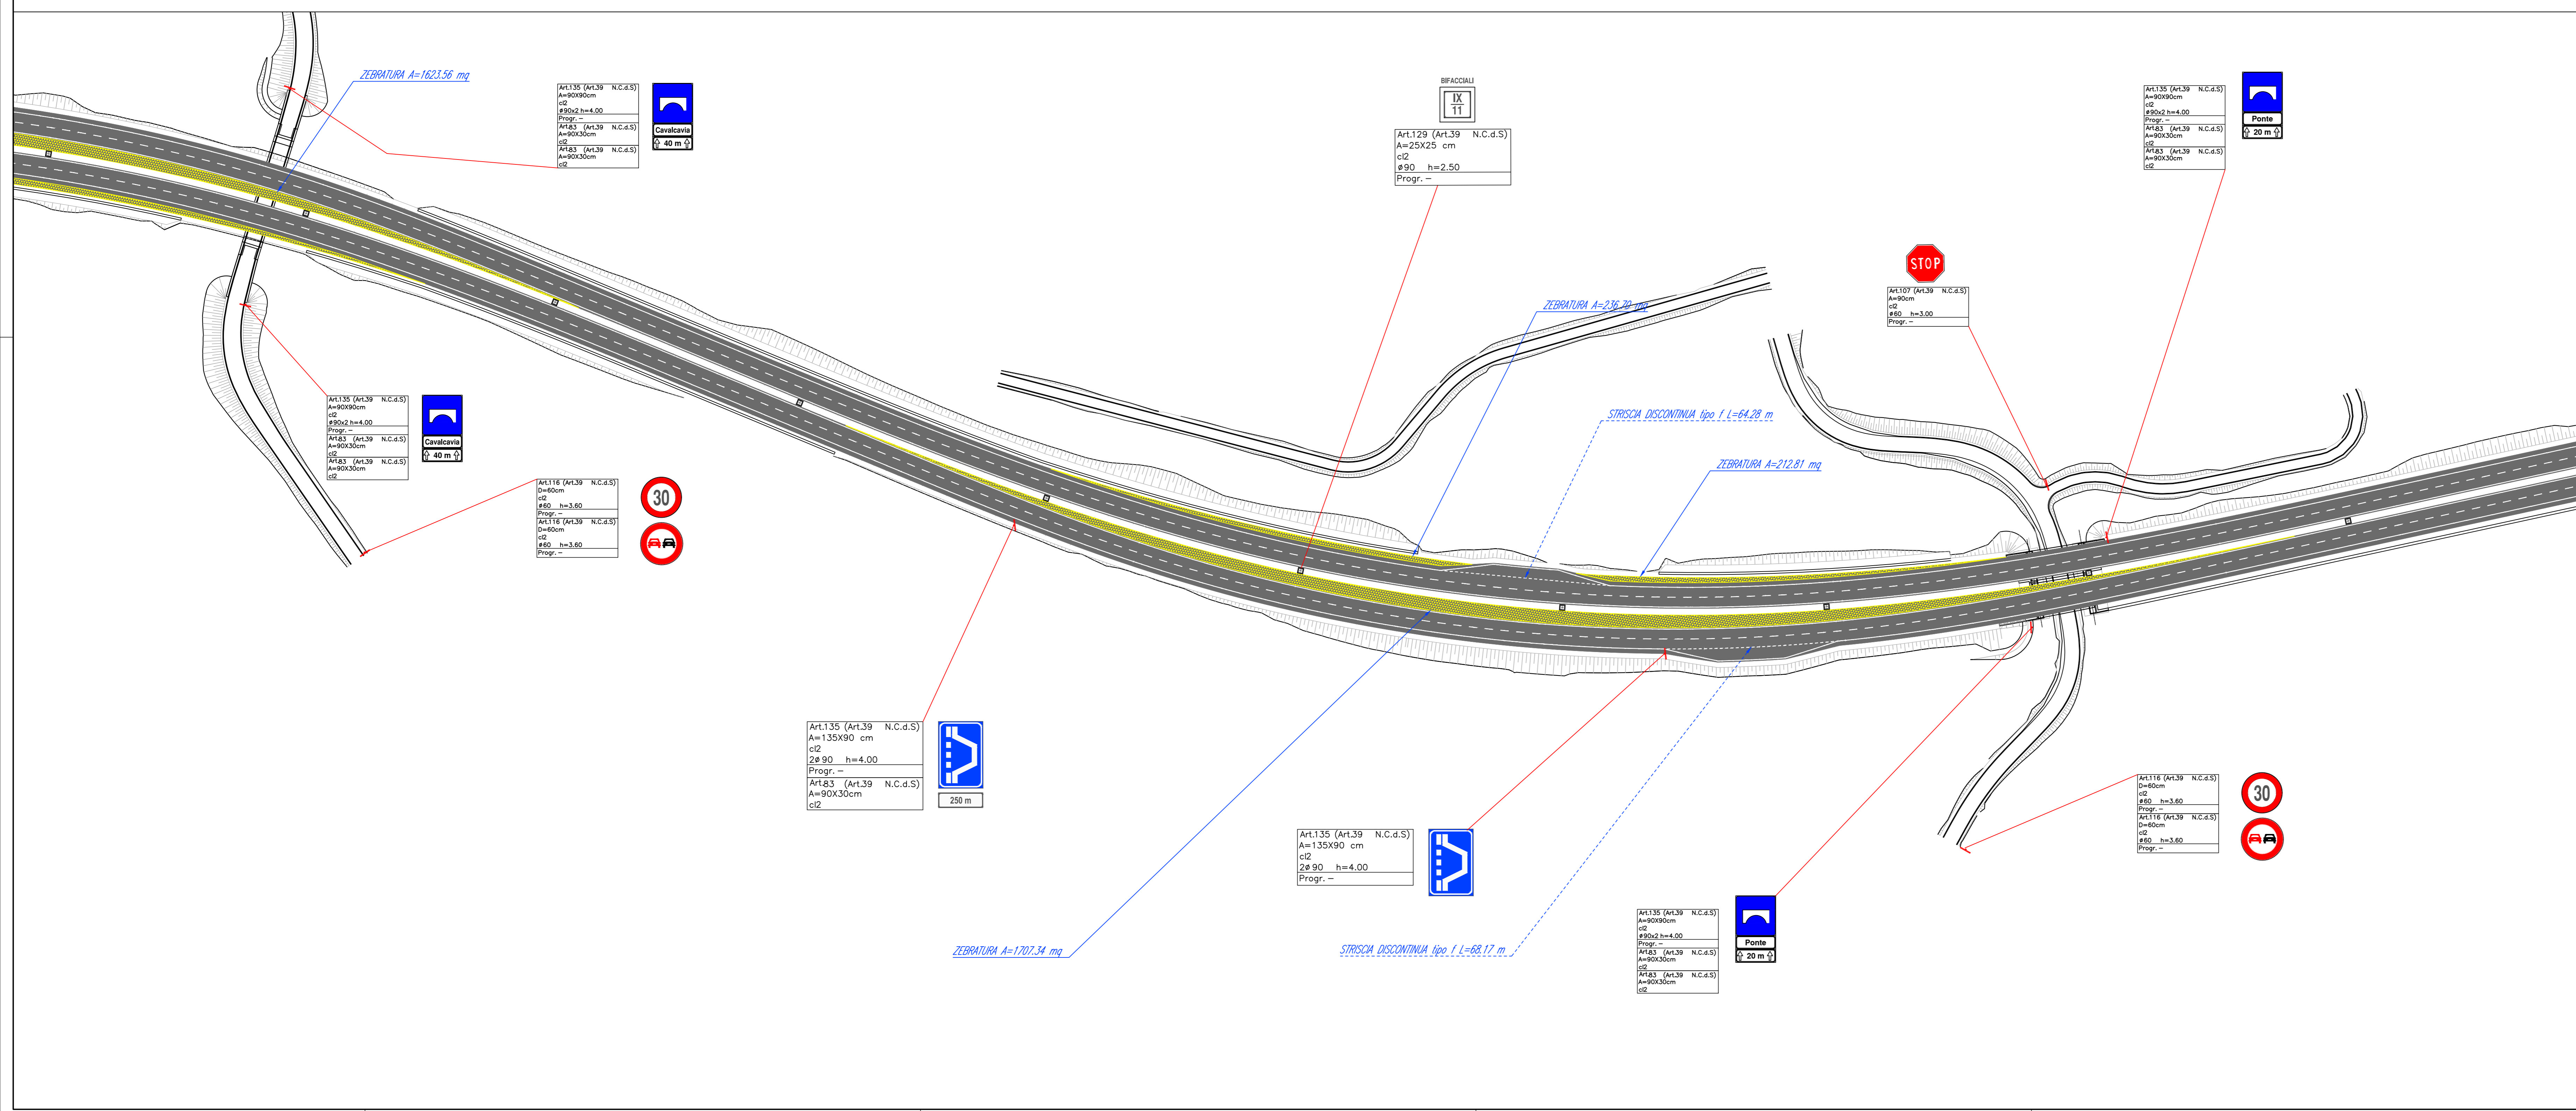 ZEBRATURA A=1623.56 mq
Art.135 (Art.39 N.C.d.S)
A=90X90cm
cl2
ø90x2 h=4.00
Progr. –
Art.83 (Art.39 N.C.d.S)
A=90X30cm
cl2
Art.83 (Art.39 N.C.d.S)
A=90X30cm
cl2
Cavalcavia
40 m
BIFACCIALI
IX
11
Art.129 (Art.39 N.C.d.S)
A=25X25 cm
cl2
ø90 h=2.50
Progr. –
Art.135 (Art.39 N.C.d.S)
A=90X90cm
cl2
ø90x2 h=4.00
Progr. –
Art.83 (Art.39 N.C.d.S)
A=90X30cm
cl2
Art.83 (Art.39 N.C.d.S)
A=90X30cm
cl2
Ponte
20 m
STOP
Art.107 (Art.39 N.C.d.S)
A=90cm
cl2
ø60 h=3.00
Progr. –
ZEBRATURA A=236.70 mq
STRISCIA DISCONTINUA tipo f L=64.28 m
ZEBRATURA A=212.81 mq
Art.135 (Art.39 N.C.d.S)
A=90X90cm
cl2
ø90x2 h=4.00
Progr. –
Art.83 (Art.39 N.C.d.S)
A=90X30cm
cl2
Art.83 (Art.39 N.C.d.S)
A=90X30cm
cl2
Cavalcavia
40 m
Art.116 (Art.39 N.C.d.S)
D=60cm
cl2
ø60 h=3.60
Progr. –
Art.116 (Art.39 N.C.d.S)
D=60cm
cl2
ø60 h=3.60
Progr. –
30
Art.135 (Art.39 N.C.d.S)
A=135X90 cm
cl2
2ø90 h=4.00
Progr. –
Art.83 (Art.39 N.C.d.S)
A=90X30cm
cl2
250 m
Art.135 (Art.39 N.C.d.S)
A=135X90 cm
cl2
2ø90 h=4.00
Progr. –
Art.116 (Art.39 N.C.d.S)
D=60cm
cl2
ø60 h=3.60
Progr. –
Art.116 (Art.39 N.C.d.S)
D=60cm
cl2
ø60 h=3.60
Progr. –
30
ZEBRATURA A=1707.34 mq
STRISCIA DISCONTINUA tipo f L=68.17 m
Art.135 (Art.39 N.C.d.S)
A=90X90cm
cl2
ø90x2 h=4.00
Progr. –
Art.83 (Art.39 N.C.d.S)
A=90X30cm
cl2
Art.83 (Art.39 N.C.d.S)
A=90X30cm
cl2
Ponte
20 m